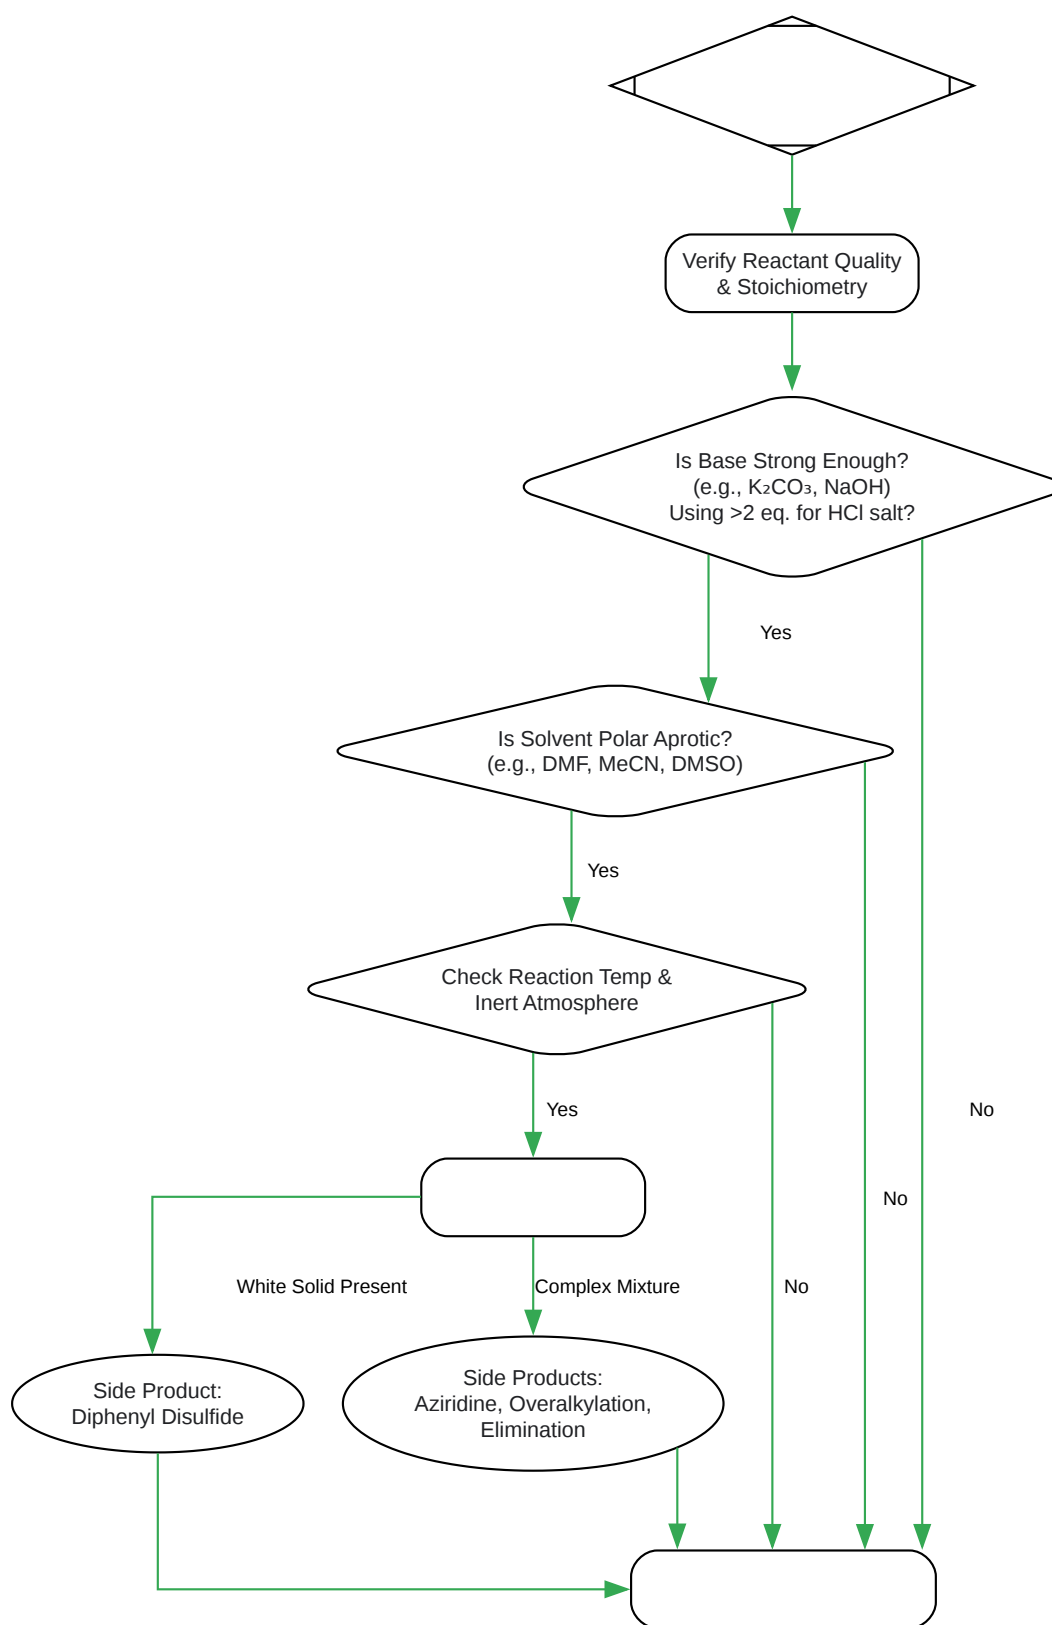 Verify Reactant Quality
& Stoichiometry
Is Base Strong Enough?
(e.g., K₂CO₃, NaOH)
Using >2 eq. for HCl salt?
Yes
Is Solvent Polar Aprotic?
(e.g., DMF, MeCN, DMSO)
Yes
Check Reaction Temp &
Inert Atmosphere
Yes
No
No
White Solid Present
Complex Mixture
No
Side Product:
Diphenyl Disulfide
Side Products:
Aziridine, Overalkylation,
Elimination